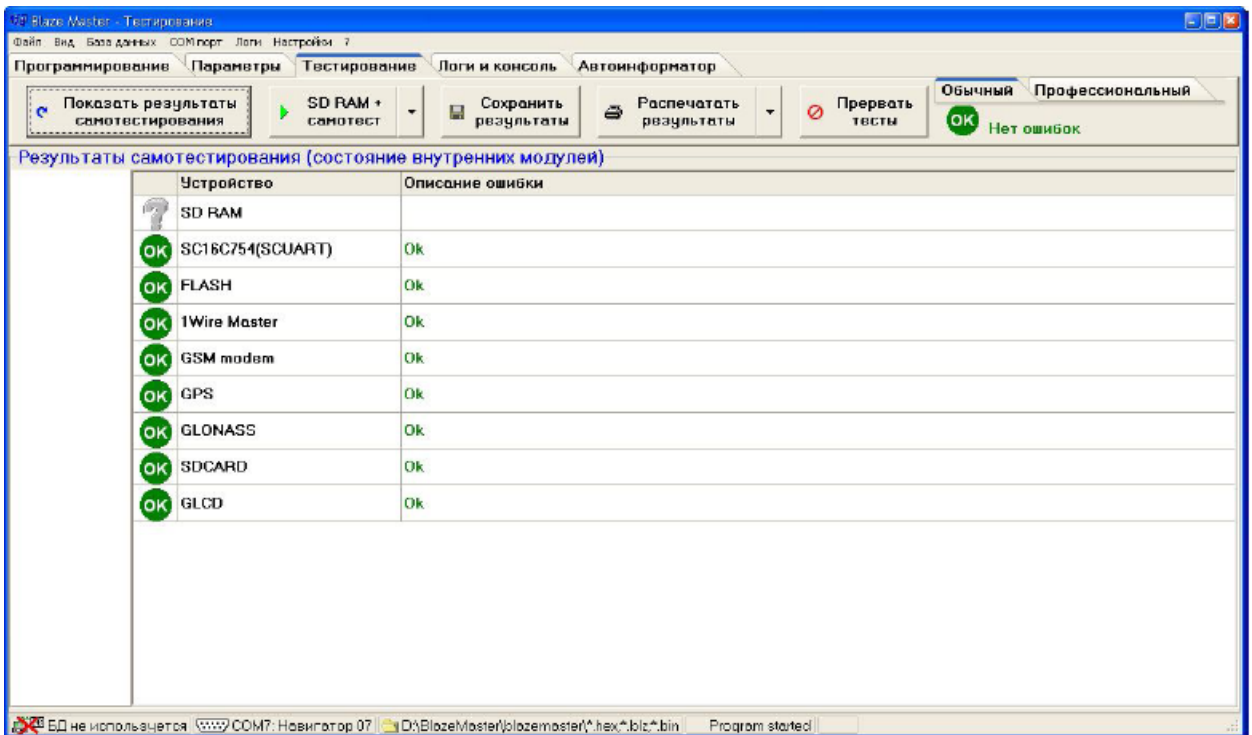 Blaze Master - Тестирование
Файл Вид База данных COM порт Логи Настройки ?
Программирование Параметры Тестирование Логи и консоль Автоинформатор
Показать результаты самотестирования
SD RAM + самотест
Сохранить результаты
Распечатать результаты
Прервать тесты
Обычный Профессиональный
OK Нет ошибок
Результаты самотестирования (состояние внутренних модулей)
Устройство Описание ошибки
SD RAM
OK SC16C754(SCUART) Ok
OK FLASH Ok
OK 1Wire Master Ok
OK GSM modem Ok
OK GPS Ok
OK GLONASS Ok
OK SDCARD Ok
OK GLCD Ok
БД не используется COM7: Навигатор 07 D:\BlazeMaster\blazemaster\*.hex,*.blz,*.bin Program started